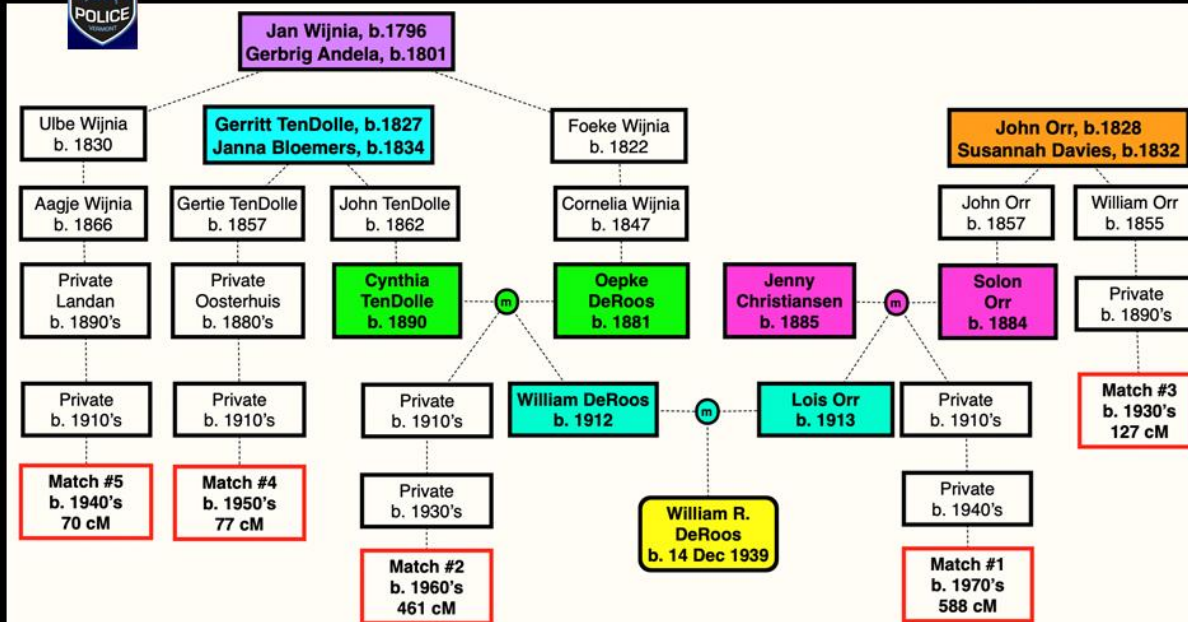 POLICE
VERMONT
Jan Wijnia, b.1796
Gerbrig Andela, b.1801
Ulbe Wijnia
b. 1830
Gerritt TenDolle, b.1827
Janna Bloemers, b.1834
Foeke Wijnia
b. 1822
John Orr, b.1828
Susannah Davies, b.1832
Aagje Wijnia
b. 1866
Gertie TenDolle
b. 1857
John TenDolle
b. 1862
Cornelia Wijnia
b. 1847
John Orr
b. 1857
William Orr
b. 1855
Private
Landan
b. 1890's
Private
Oosterhuis
b. 1880's
Cynthia
TenDolle
b. 1890
m
Oepke
DeRoos
b. 1881
Jenny
Christiansen
b. 1885
m
Solon
Orr
b. 1884
Private
b. 1890's
Private
b. 1910's
Private
b. 1910's
Private
b. 1910's
William DeRoos
b. 1912
m
Lois Orr
b. 1913
Private
b. 1910's
Match #3
b. 1930's
127 cM
Match #5
b. 1940's
70 cM
Match #4
b. 1950's
77 cM
Private
b. 1930's
William R.
DeRoos
b. 14 Dec 1939
Private
b. 1940's
Match #2
b. 1960's
461 cM
Match #1
b. 1970's
588 cM